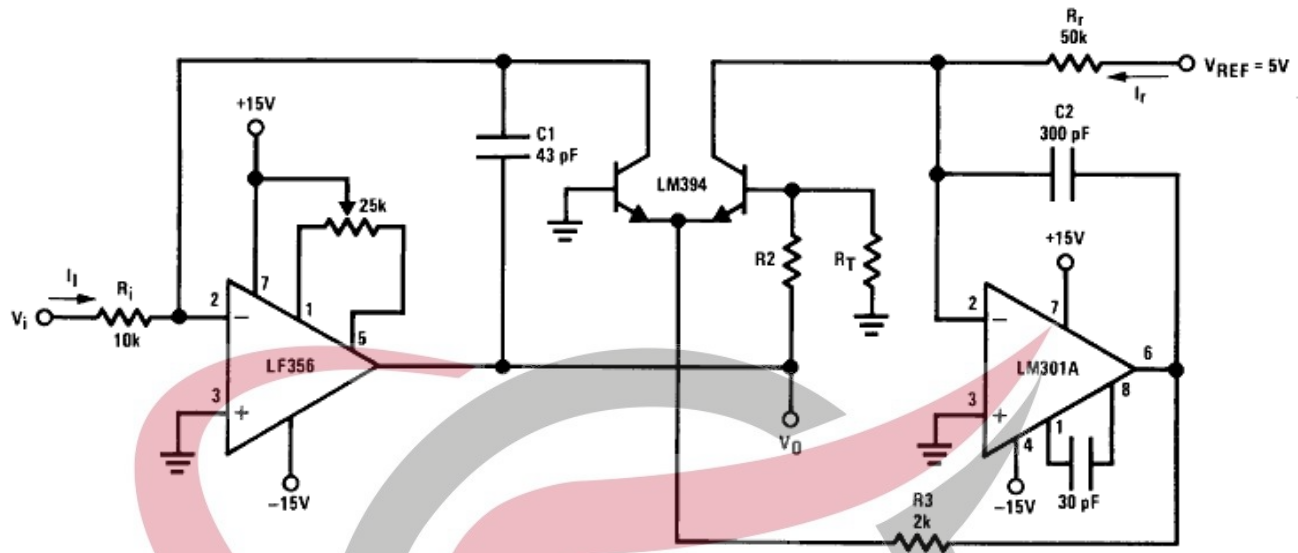 Rr
50k
VREF = 5V
Ir
+15V
C1
43 pF
C2
300 pF
LM394
25k
+15V
R2
RT
II
Ri
Vi
10k
2
7
1
5
LF356
3
–15V
2
7
6
LM301A
8
3
1
4
VO
–15V
30 pF
R3
2k